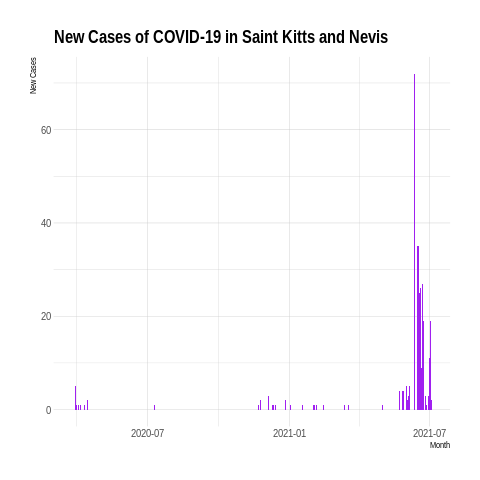 New Cases of COVID-19 in Saint Kitts and Nevis
New Cases
60
40
20
0
2020-07
2021-01
2021-07
Month